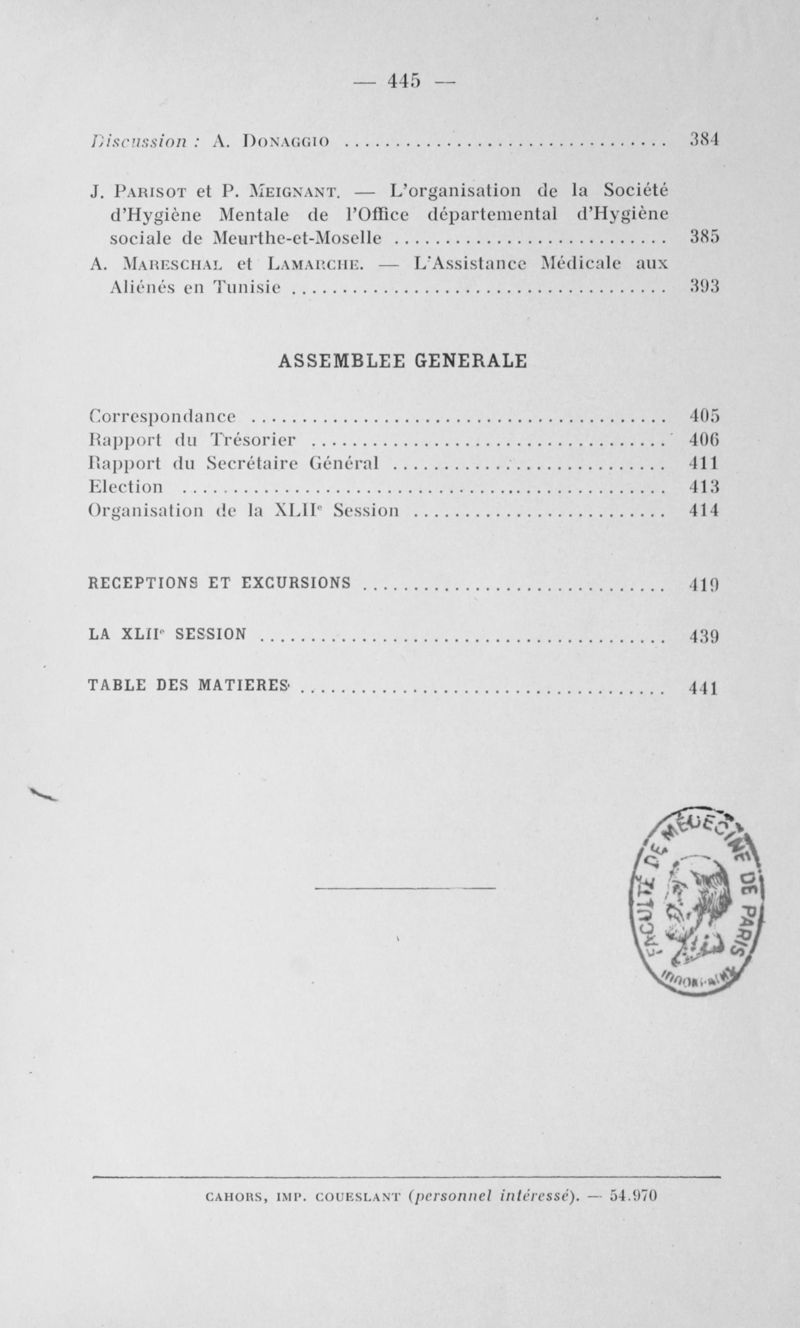 — 445 —
Discussion : A. Donaggio ................................ 384
J. Parisot et P. Meignant. — L'organisation de la Société
d'Hygiène Mentale de l'Office départemental d'Hygiène
sociale de Meurthe-et-Moselle ........................... 385
A. Mareschal et Lamarche. — L'Assistance Médicale aux
Aliénés en Tunisie ..................................... 393
ASSEMBLEE GENERALE
Correspondance ......................................... 405
Rapport du Trésorier ................................... 406
Rapport du Secrétaire Général ........................... 411
Election ................................................ 413
Organisation de la XLIIe Session ......................... 414
RECEPTIONS ET EXCURSIONS .............................. 419
LA XLIIe SESSION ........................................ 439
TABLE DES MATIERES .................................... 441
FACULTÉ DE MÉDECINE DE PARIS
CAHORS, IMP. COUESLANT (personnel intéressé). — 54.970